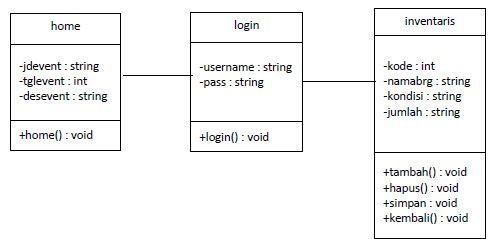 home
-jdevent : string
-tglevent : int
-desevent : string
+home() : void
login
-username : string
-pass : string
+login() : void
inventaris
-kode : int
-namabrg : string
-kondisi : string
-jumlah : string
+tambah() : void
+hapus() : void
+simpan : void
+kembali() : void